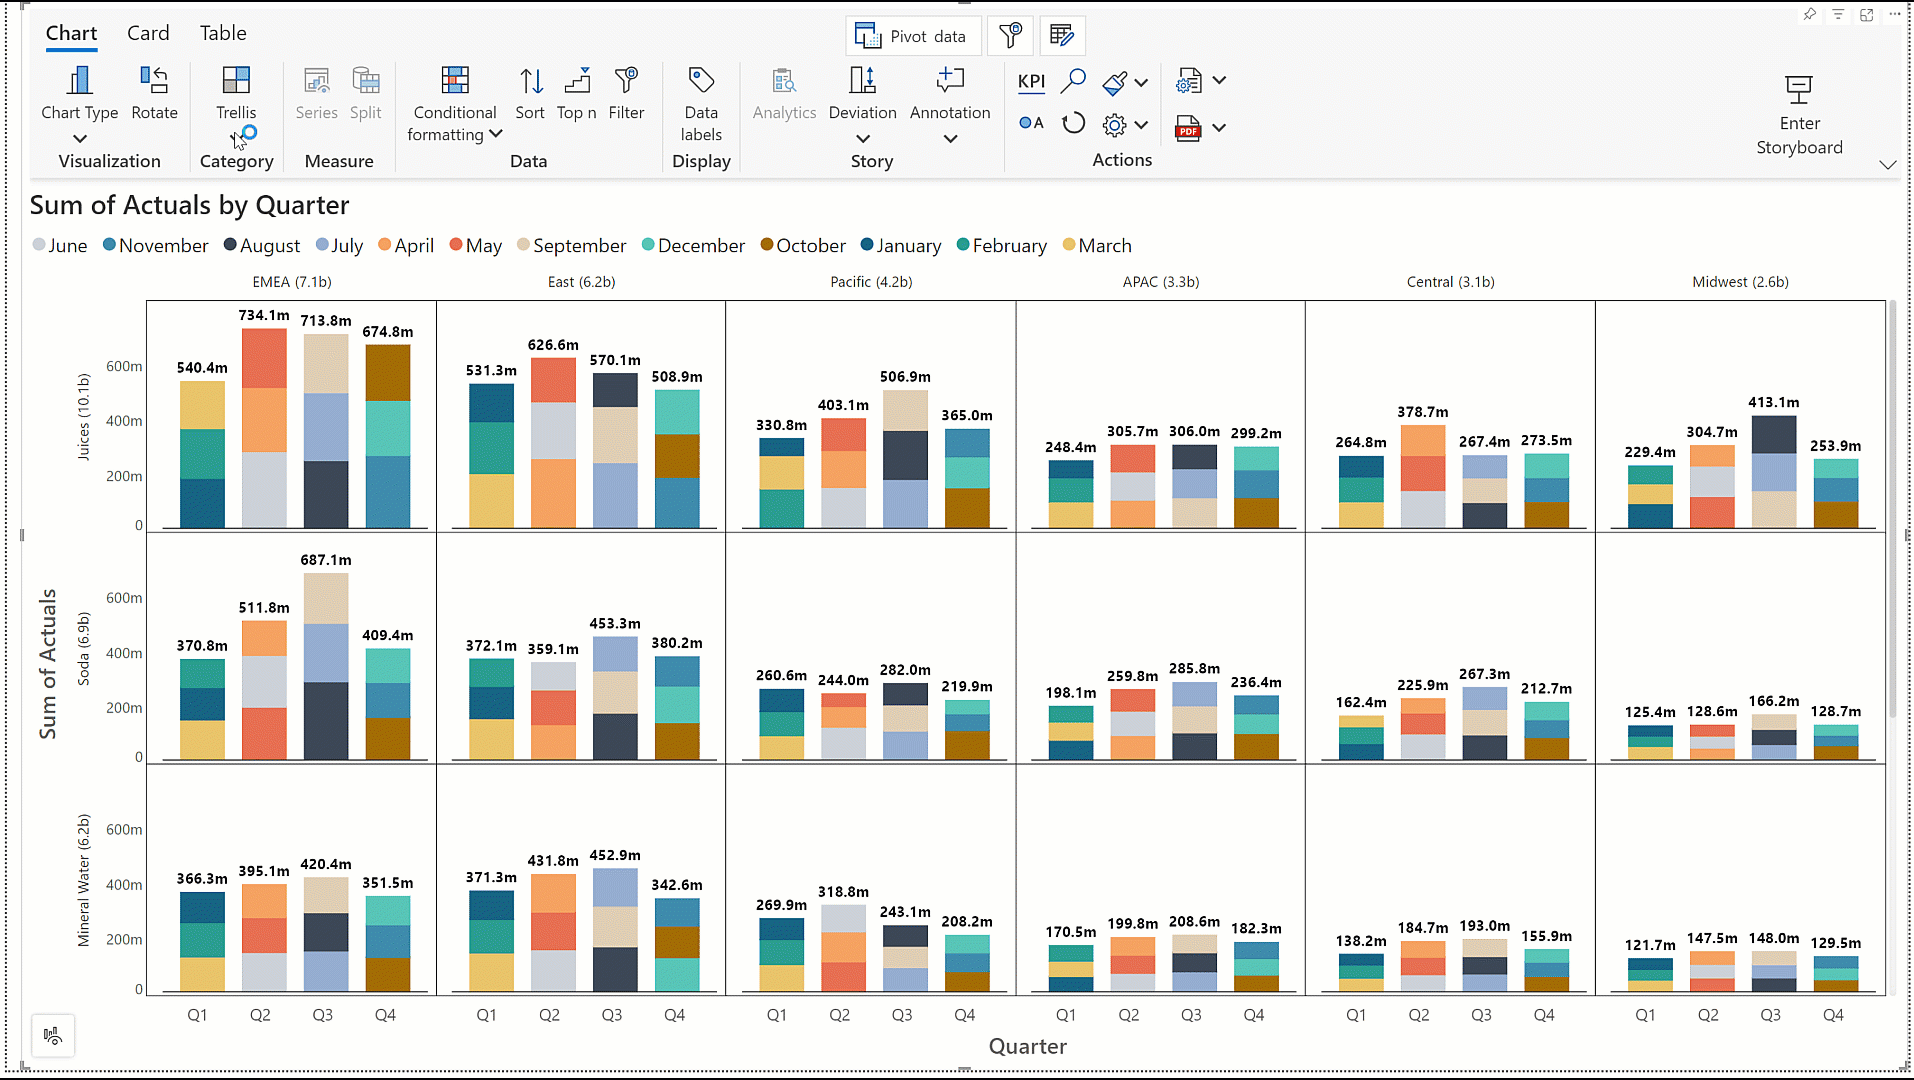 Chart Card Table
Pivot data
Chart Type Rotate
Visualization
Trellis
Category
Series Split
Measure
Conditional formatting Sort Top n Filter
Data
Data labels
Display
Analytics Deviation Annotation
Story
KPI
A
PDF
Actions
Enter
Storyboard
Sum of Actuals by Quarter
June November August July April May September December October January February March
EMEA (7.1b) East (6.2b) Pacific (4.2b) APAC (3.3b) Central (3.1b) Midwest (2.6b)
Sum of Actuals
Juices (10.1b)
600m
400m
200m
0
540.4m 734.1m 713.8m 674.8m
531.3m 626.6m 570.1m 508.9m
330.8m 403.1m 506.9m 365.0m
248.4m 305.7m 306.0m 299.2m
264.8m 378.7m 267.4m 273.5m
229.4m 304.7m 413.1m 253.9m
Soda (6.9b)
600m
400m
200m
0
370.8m 511.8m 687.1m 409.4m
372.1m 359.1m 453.3m 380.2m
260.6m 244.0m 282.0m 219.9m
198.1m 259.8m 285.8m 236.4m
162.4m 225.9m 267.3m 212.7m
125.4m 128.6m 166.2m 128.7m
Mineral Water (6.2b)
600m
400m
200m
0
366.3m 395.1m 420.4m 351.5m
371.3m 431.8m 452.9m 342.6m
269.9m 318.8m 243.1m 208.2m
170.5m 199.8m 208.6m 182.3m
138.2m 184.7m 193.0m 155.9m
121.7m 147.5m 148.0m 129.5m
Q1 Q2 Q3 Q4 Q1 Q2 Q3 Q4 Q1 Q2 Q3 Q4 Q1 Q2 Q3 Q4 Q1 Q2 Q3 Q4 Q1 Q2 Q3 Q4
Quarter